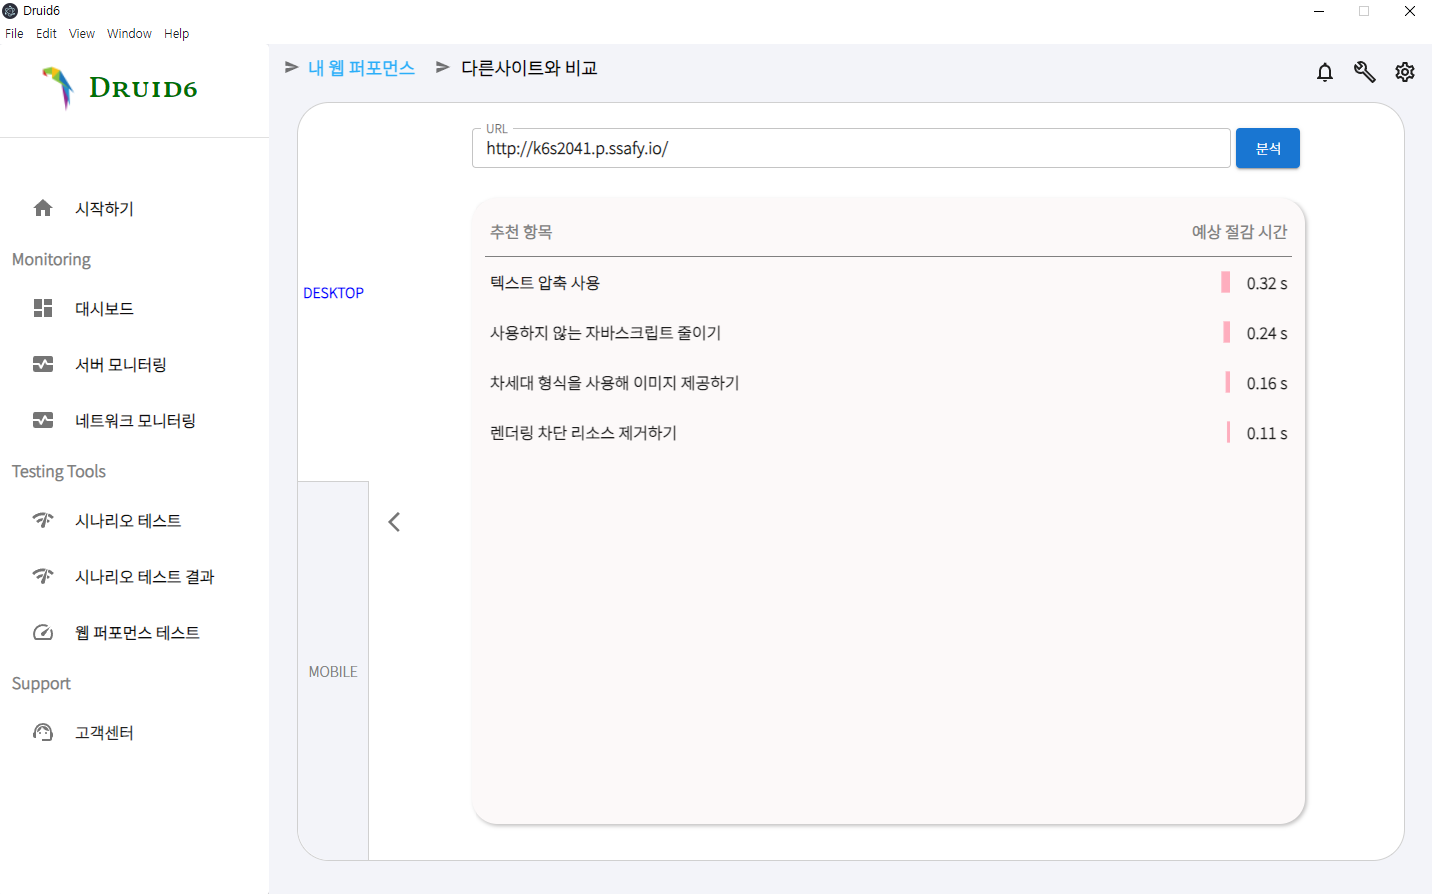 Druid6
File Edit View Window Help
DRUID6
내 웹 퍼포먼스 다른사이트와 비교
시작하기
Monitoring
대시보드
서버 모니터링
네트워크 모니터링
Testing Tools
시나리오 테스트
시나리오 테스트 결과
웹 퍼포먼스 테스트
Support
고객센터
DESKTOP
MOBILE
URL
http://k6s2041.p.ssafy.io/ 분석
추천 항목 예상 절감 시간
텍스트 압축 사용 0.32 s
사용하지 않는 자바스크립트 줄이기 0.24 s
차세대 형식을 사용해 이미지 제공하기 0.16 s
렌더링 차단 리소스 제거하기 0.11 s